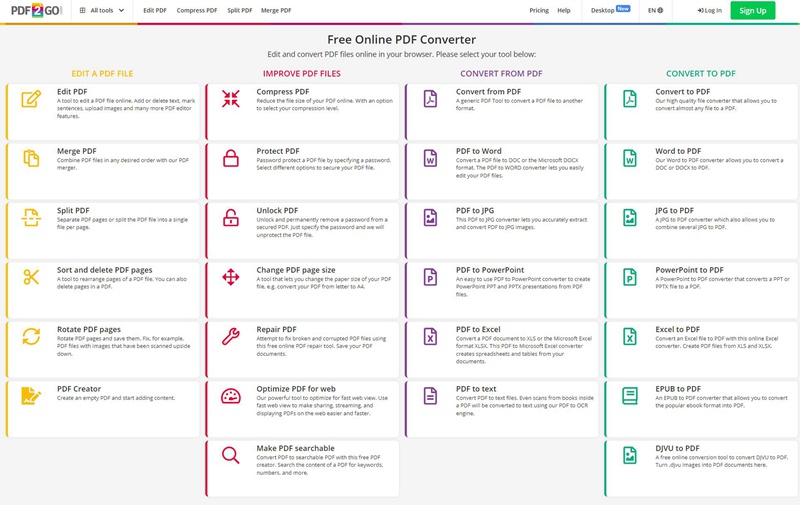 PDF2GO
All tools
Edit PDF Compress PDF Split PDF Merge PDF
Pricing Help Desktop New EN Log In Sign Up
Free Online PDF Converter
Edit and convert PDF files online in your browser. Please select your tool below:
EDIT A PDF FILE
Edit PDF
A tool to edit a PDF file online. Add or delete text, mark
sentences, upload images and many more PDF editor
features.
Merge PDF
Combine PDF files in any desired order with our PDF
merger.
Split PDF
Separate PDF pages or split the PDF file into a single
file per page.
Sort and delete PDF pages
A tool to rearrange pages of a PDF file. You can also
delete pages in a PDF.
Rotate PDF pages
Rotate PDF pages and save them. Fix, for example,
PDF files with images that have been scanned upside
down.
PDF Creator
Create an empty PDF and start adding content.
IMPROVE PDF FILES
Compress PDF
Reduce the file size of your PDF online. With an option
to select your compression level.
Protect PDF
Password protect a PDF file by specifying a password.
Select different options to secure your PDF file.
Unlock PDF
Unlock and permanently remove a password from a
secured PDF. Just specify the password and we will
unprotect the PDF file.
Change PDF page size
A tool that lets you change the paper size of your PDF
file, e.g. convert your PDF from letter to A4.
Repair PDF
Attempt to fix broken and corrupted PDF files using
this free online PDF repair tool. Save your PDF
documents.
Optimize PDF for web
Our powerful tool to optimize for fast web view. Use
fast web view to make sharing, streaming, and
displaying PDFs on the web easier and faster.
Make PDF searchable
Convert PDF to searchable PDF with this free PDF
creator. Search the content of a PDF for keywords,
numbers, and more.
CONVERT FROM PDF
Convert from PDF
A generic PDF Tool to convert a PDF file to another
format.
PDF to Word
Convert a PDF file to DOC or the Microsoft DOCX
format. The PDF to WORD converter lets you easily
edit your PDF files.
PDF to JPG
This PDF to JPG converter lets you accurately extract
and convert PDF to JPG images.
PDF to PowerPoint
An easy to use PDF to PowerPoint converter to create
PowerPoint PPT and PPTX presentations from PDF
files.
PDF to Excel
Convert a PDF document to XLS or the Microsoft Excel
format XLSX. This PDF to Microsoft Excel converter
creates spreadsheets and tables from your
documents.
PDF to text
Convert PDF to text files. Even scans from books inside
a PDF will be converted to text using our PDF to OCR
engine.
CONVERT TO PDF
Convert to PDF
Our high quality file converter that allows you to
convert almost any file to a PDF.
Word to PDF
Our Word to PDF converter allows you to convert a
DOC or DOCX to PDF.
JPG to PDF
A JPG to PDF converter which also allows you to
combine several JPG to PDF.
PowerPoint to PDF
A PowerPoint to PDF converter that converts a PPT or
PPTX file to a PDF.
Excel to PDF
Convert an Excel file to PDF with this online Excel
converter. Create PDF files from XLS and XLSX.
EPUB to PDF
An EPUB to PDF converter that allows you to convert
the popular ebook format into PDF.
DJVU to PDF
A free online conversion tool to convert DJVU to PDF.
Turn .djvu images into PDF documents here.